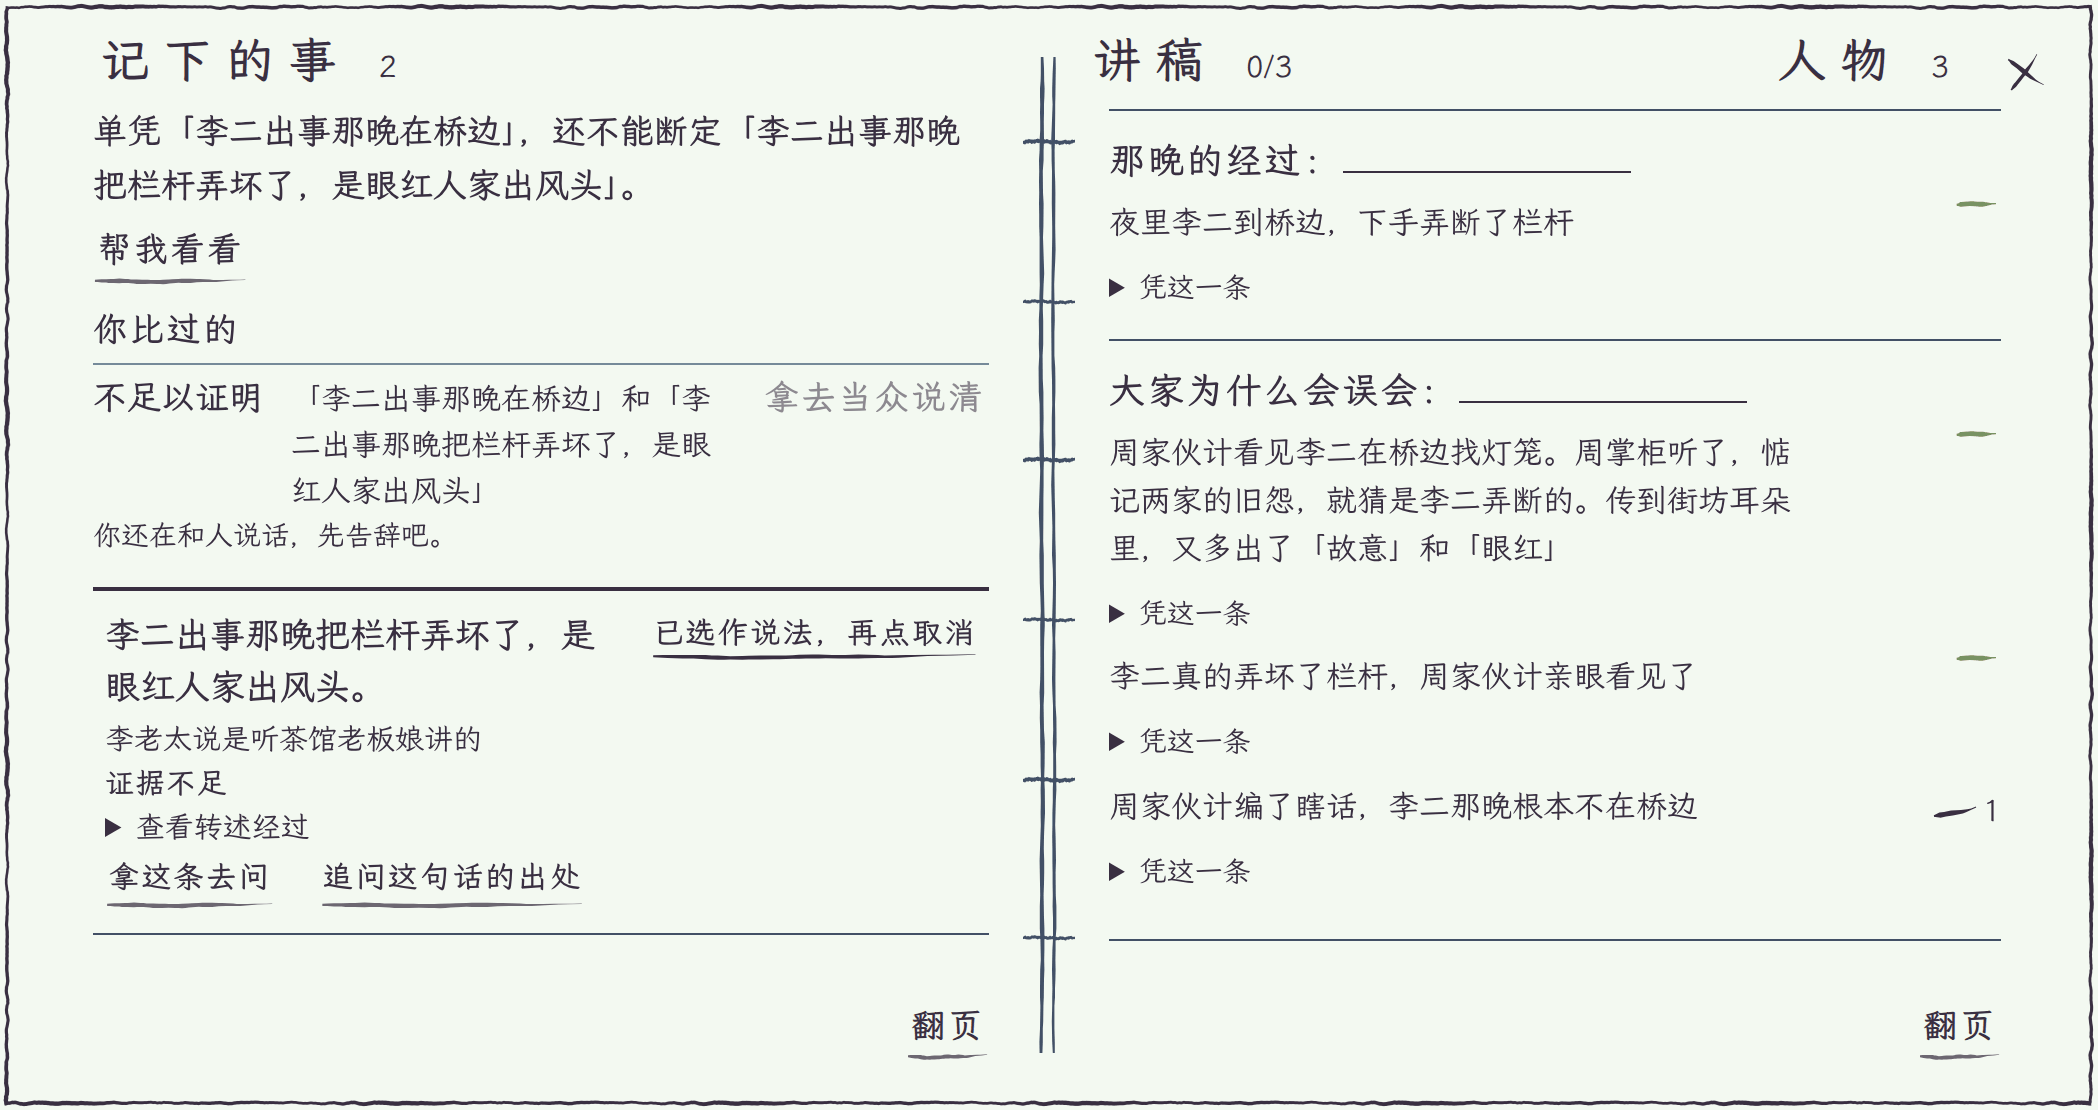 记下的事 2
单凭「李二出事那晚在桥边」，还不能断定「李二出事那晚
把栏杆弄坏了，是眼红人家出风头」。
帮我看看
你比过的
不足以证明 「李二出事那晚在桥边」和「李 拿去当众说清
二出事那晚把栏杆弄坏了，是眼
红人家出风头」
你还在和人说话，先告辞吧。
李二出事那晚把栏杆弄坏了，是 已选作说法，再点取消
眼红人家出风头。
李老太说是听茶馆老板娘讲的
证据不足
▶ 查看转述经过
拿这条去问 追问这句话的出处
翻页
讲稿 0/3 人物 3
那晚的经过：
夜里李二到桥边，下手弄断了栏杆
▶ 凭这一条
大家为什么会误会：
周家伙计看见李二在桥边找灯笼。周掌柜听了，惦
记两家的旧怨，就猜是李二弄断的。传到街坊耳朵
里，又多出了「故意」和「眼红」
▶ 凭这一条
李二真的弄坏了栏杆，周家伙计亲眼看见了
▶ 凭这一条
周家伙计编了瞎话，李二那晚根本不在桥边 1
▶ 凭这一条
翻页